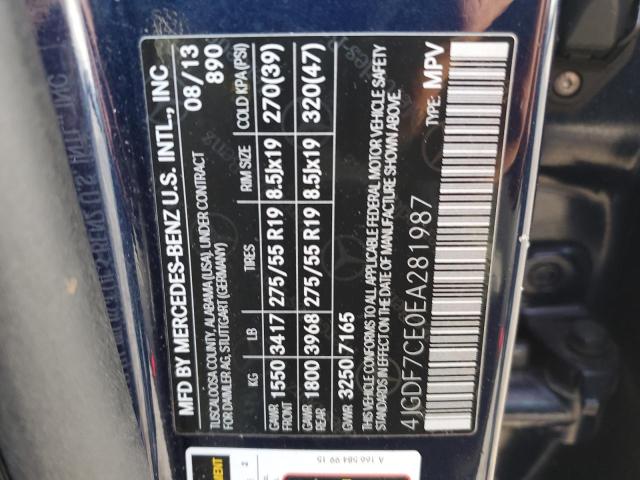 MFD BY MERCEDES-BENZ U.S. INTL., INC
TUSCALOOSA COUNTY, ALABAMA (USA), UNDER CONTRACT 08/13
FOR DAIMLER AG, STUTTGART (GERMANY) 890
KG LB TIRES RIM SIZE COLD KPA (PSI)
GAWR FRONT 1550 3417 275/55 R19 8.5Jx19 270(39)
GAWR REAR 1800 3968 275/55 R19 8.5Jx19 320(47)
GVWR 3250 7165
THIS VEHICLE CONFORMS TO ALL APPLICABLE FEDERAL MOTOR VEHICLE SAFETY
STANDARDS IN EFFECT ON THE DATE OF MANUFACTURE SHOWN ABOVE.
4JGDF7CE0EA281987 TYPE: MPV
A 166 584 99 15